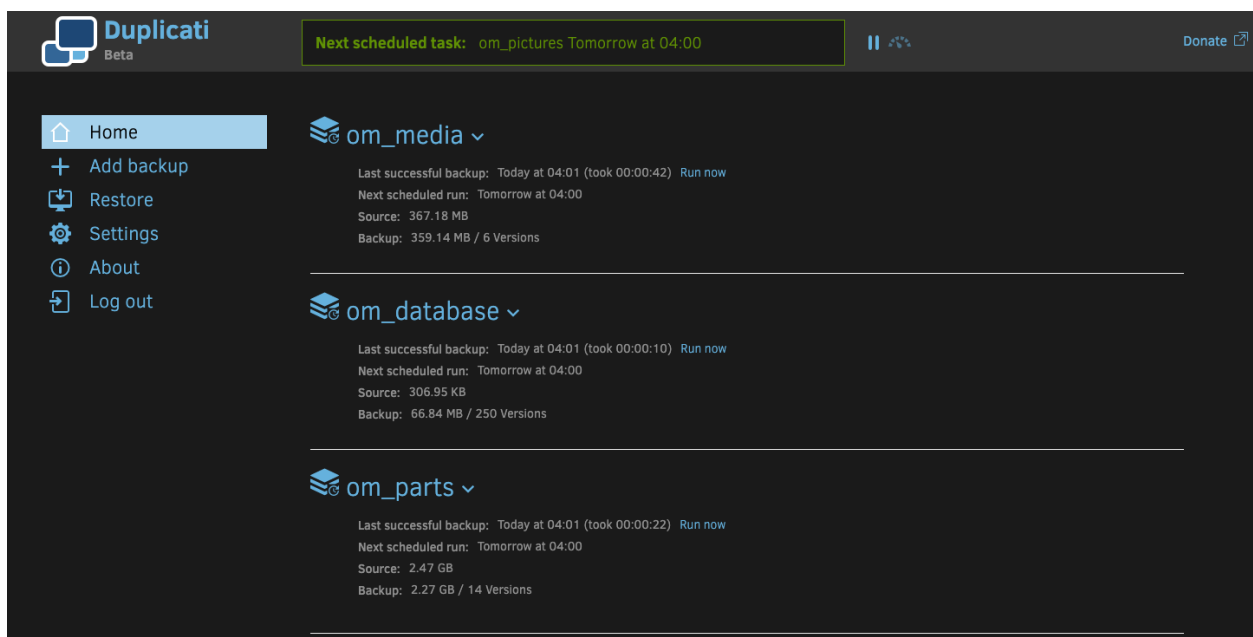 Duplicati
Beta
Next scheduled task: om_pictures Tomorrow at 04:00
Donate
Home
Add backup
Restore
Settings
About
Log out
om_media
Last successful backup: Today at 04:01 (took 00:00:42) Run now
Next scheduled run: Tomorrow at 04:00
Source: 367.18 MB
Backup: 359.14 MB / 6 Versions
om_database
Last successful backup: Today at 04:01 (took 00:00:10) Run now
Next scheduled run: Tomorrow at 04:00
Source: 306.95 KB
Backup: 66.84 MB / 250 Versions
om_parts
Last successful backup: Today at 04:01 (took 00:00:22) Run now
Next scheduled run: Tomorrow at 04:00
Source: 2.47 GB
Backup: 2.27 GB / 14 Versions